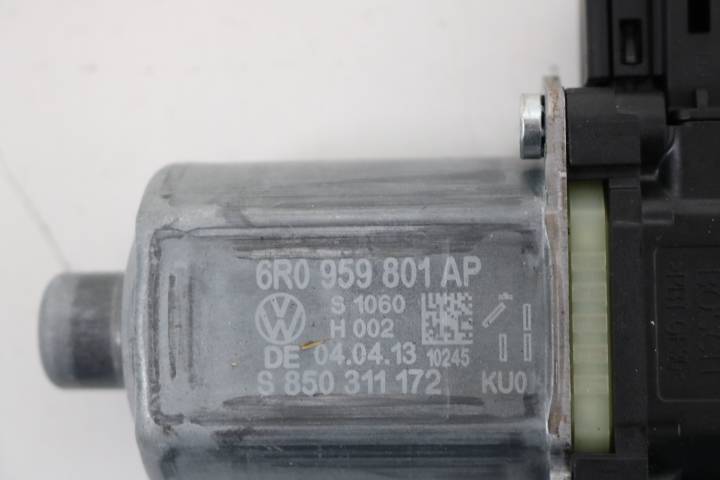 6R0 959 801 AP
S 1060
H 002
DE 04.04.13 10245
S 850 311 172 KU0